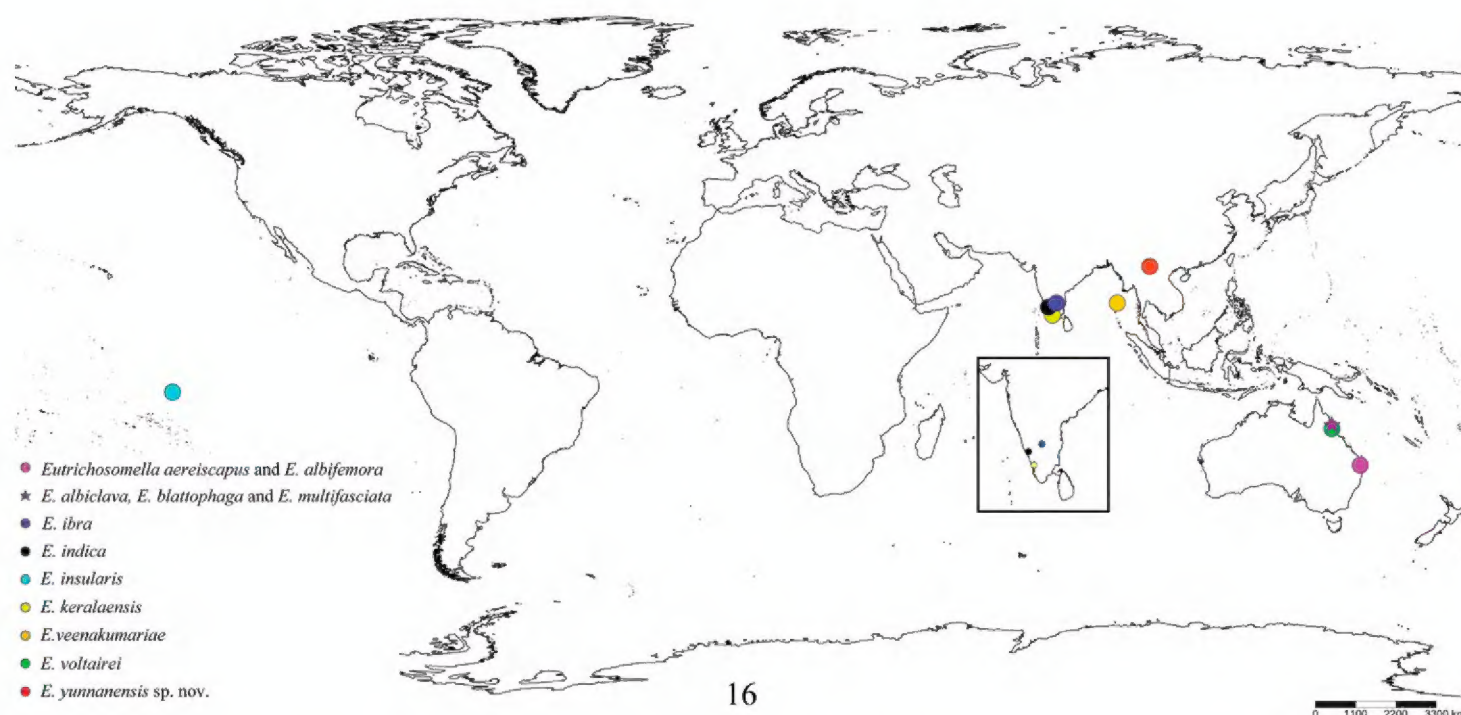 Eutrichosomella aereiscapus and E. albifemora
E. albiclava, E. blattophaga and E. multifasciata
E. ibra
E. indica
E. insularis
E. keralaensis
E.veenakumariae
E. voltairei
E. yunnanensis sp. nov.
16
0 1100 2200 3300 km